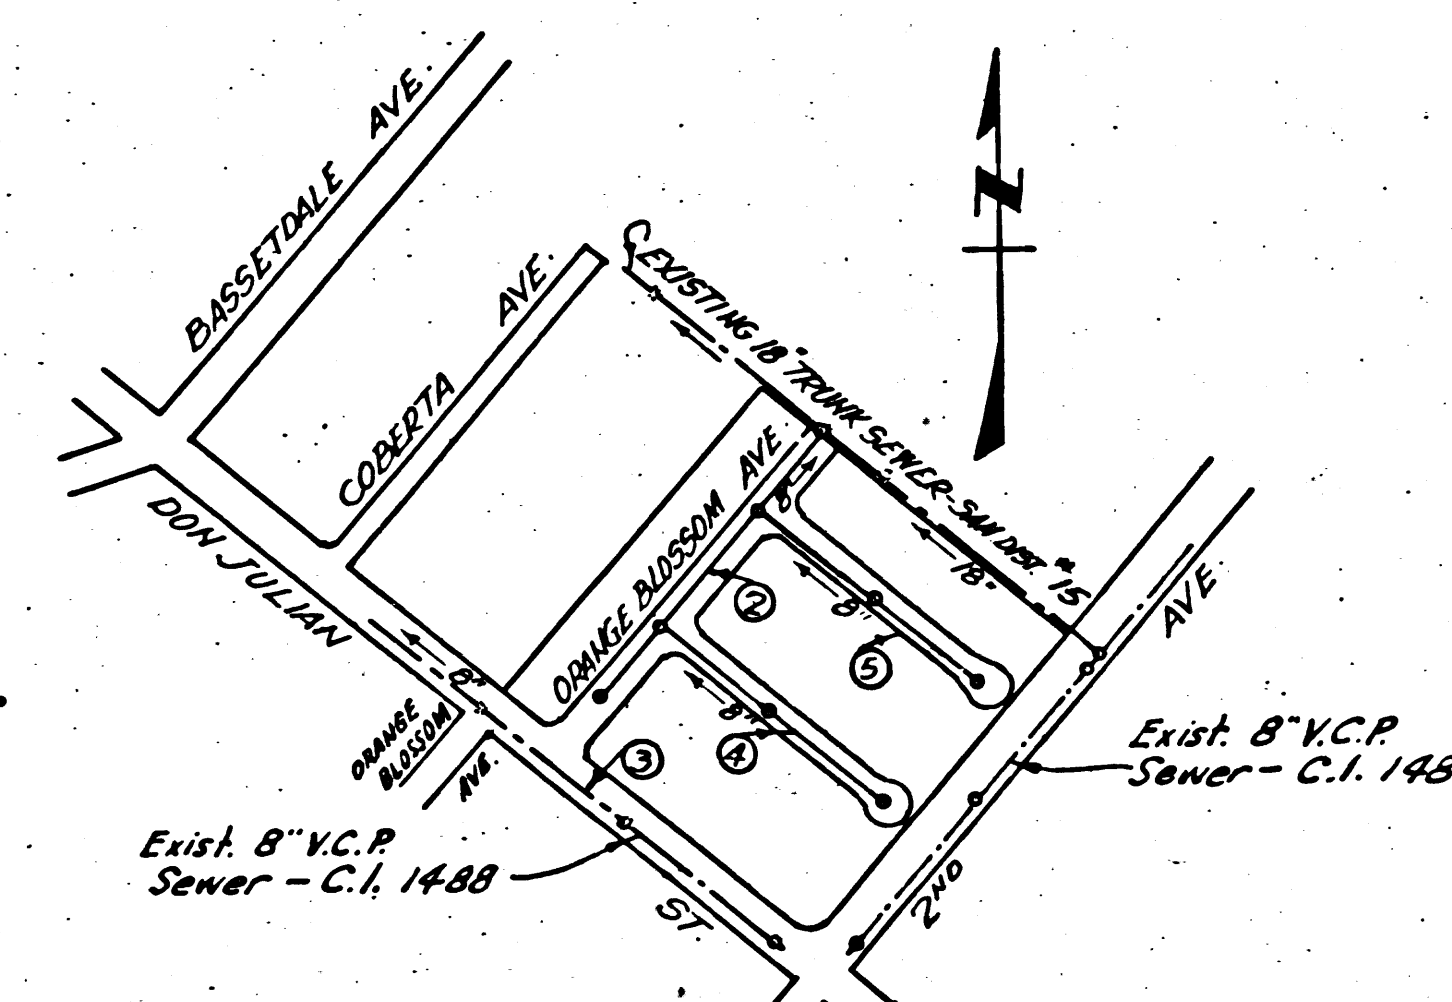 BASSETDALE AVE.
COBERTA AVE.
N
EXISTING 18" TRUNK SEWER-SAN DIST. # 15
18"
ORANGE BLOSSOM AVE.
8"
2
8"
5
8"
4
3
DON JULIAN ST.
8"
ORANGE
BLOSSOM
AVE.
2ND AVE.
Exist. 8" V.C.P.
Sewer - C.I. 148
Exist. 8" V.C.P.
Sewer - C.I. 1488